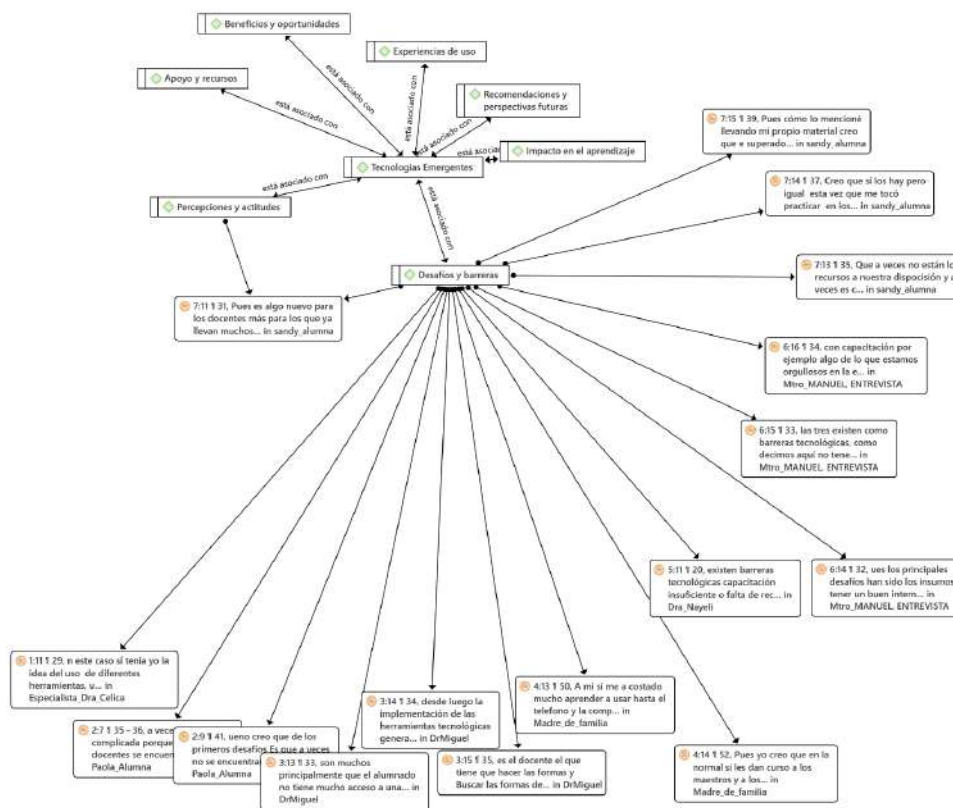 Beneficios y oportunidades
Experiencias de uso
Apoyo y recursos
Recomendaciones y
perspectivas futuras
está asociado con
está asociado con
está asociado con
está asociado con
está asocia
Impacto en el aprendizaje
Tecnologías Emergentes
está asociado con
Percepciones y actitudes
está asociado con
Desafíos y barreras
7:15 ¶ 39, Pues cómo lo mencioné
llevando mi propio material creo
que e superado... in sandy_alumna
7:14 ¶ 37, Creo que si los hay pero
igual esta vez que me tocó
practicar en los... in sandy_alumna
7:13 ¶ 35, Que a veces no están lo
recursos a nuestra disposición y a
veces es c... in sandy_alumna
7:11 ¶ 31, Pues es algo nuevo para
los docentes más para los que ya
llevan muchos... in sandy_alumna
6:16 ¶ 34, con capacitación por
ejemplo algo de lo que estamos
orgullosos en la e... in
Mtro_MANUEL, ENTREVISTA
6:15 ¶ 33, las tres existen como
barreras tecnológicas, como
decimos aquí no tene... in
Mtro_MANUEL, ENTREVISTA
5:11 ¶ 20, existen barreras
tecnológicas capacitación
insuficiente o falta de rec... in
Dra_Nayeli
6:14 ¶ 32, ues los principales
desafíos han sido los insumos
tener un buen intern... in
Mtro_MANUEL, ENTREVISTA
1:11 ¶ 29, n este caso sí tenía yo la
idea del uso de diferentes
herramientas, u... in
Especialista_Dra_Celica
2:7 ¶ 35 – 36, a vece
complicada porque
docentes se encuen
Paola_Alumna
2:9 ¶ 41, ueno creo que de los
primeros desafíos Es que a veces
no se encuentra
Paola_Alumna
3:13 ¶ 33, son muchos
principalmente que el alumnado
no tiene mucho acceso a una... in
DrMiguel
3:14 ¶ 34, desde luego la
implementación de las
herramientas tecnológicas
genera... in DrMiguel
3:15 ¶ 35, es el docente el que
tiene que hacer las formas y
Buscar las formas de... in DrMiguel
4:13 ¶ 50, A mi si me a costado
mucho aprender a usar hasta el
telefono y la comp... in
Madre_de_familia
4:14 ¶ 52, Pues yo creo que en la
normal si les dan curso a los
maestros y a los... in
Madre_de_familia